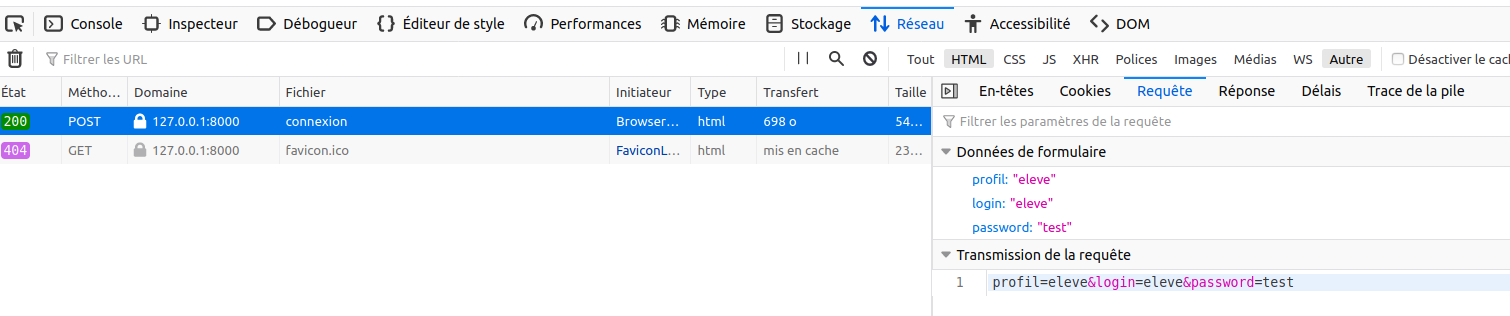 Console Inspecteur Débogueur Éditeur de style Performances Mémoire Stockage Réseau Accessibilité DOM
Filtrer les URL Tout HTML CSS JS XHR Polices Images Médias WS Autre Désactiver le cac
État Métho… Domaine Fichier Initiateur Type Transfert Taille
200 POST 127.0.0.1:8000 connexion Browser… html 698 o 54…
404 GET 127.0.0.1:8000 favicon.ico FaviconL… html mis en cache 23…
En-têtes Cookies Requête Réponse Délais Trace de la pile
Filtrer les paramètres de la requête
Données de formulaire
profil: "eleve"
login: "eleve"
password: "test"
Transmission de la requête
1 profil=eleve&login=eleve&password=test